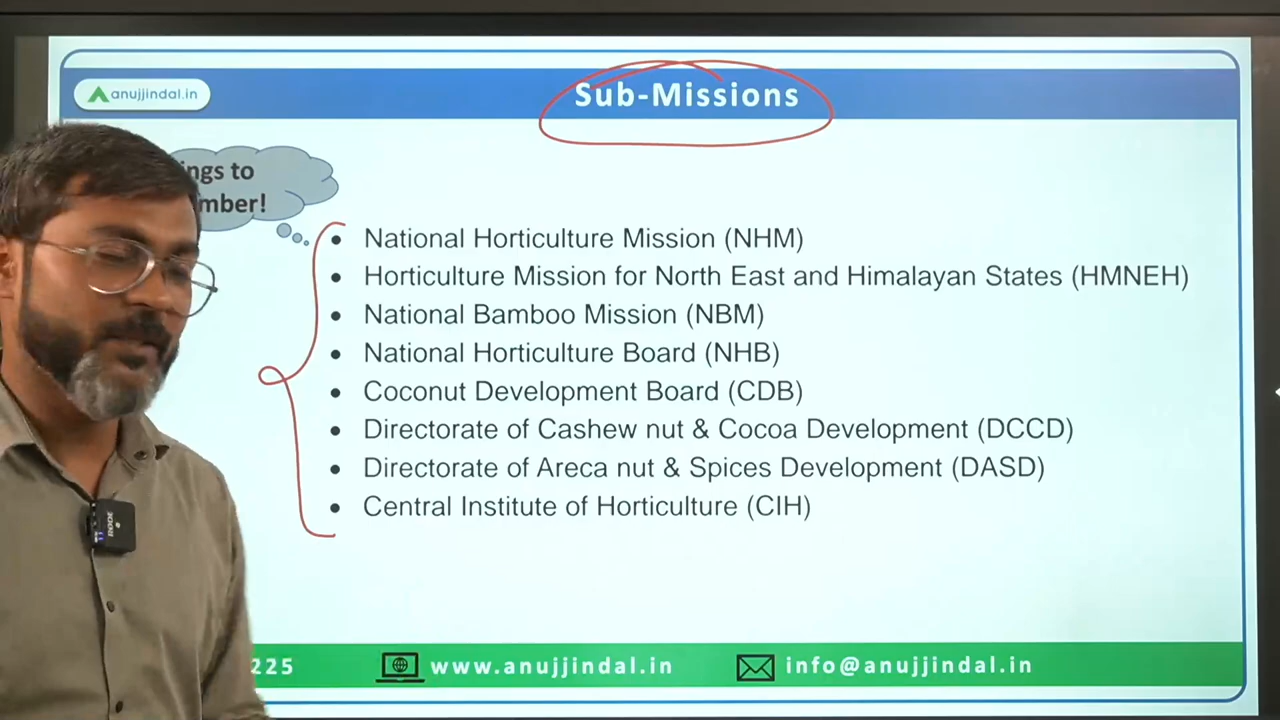 anujjindal.in
Sub-Missions
ngs to
mber!
• National Horticulture Mission (NHM)
• Horticulture Mission for North East and Himalayan States (HMNEH)
• National Bamboo Mission (NBM)
• National Horticulture Board (NHB)
• Coconut Development Board (CDB)
• Directorate of Cashew nut & Cocoa Development (DCCD)
• Directorate of Areca nut & Spices Development (DASD)
• Central Institute of Horticulture (CIH)
RODE
225
www.anujjindal.in
info@anujjindal.in